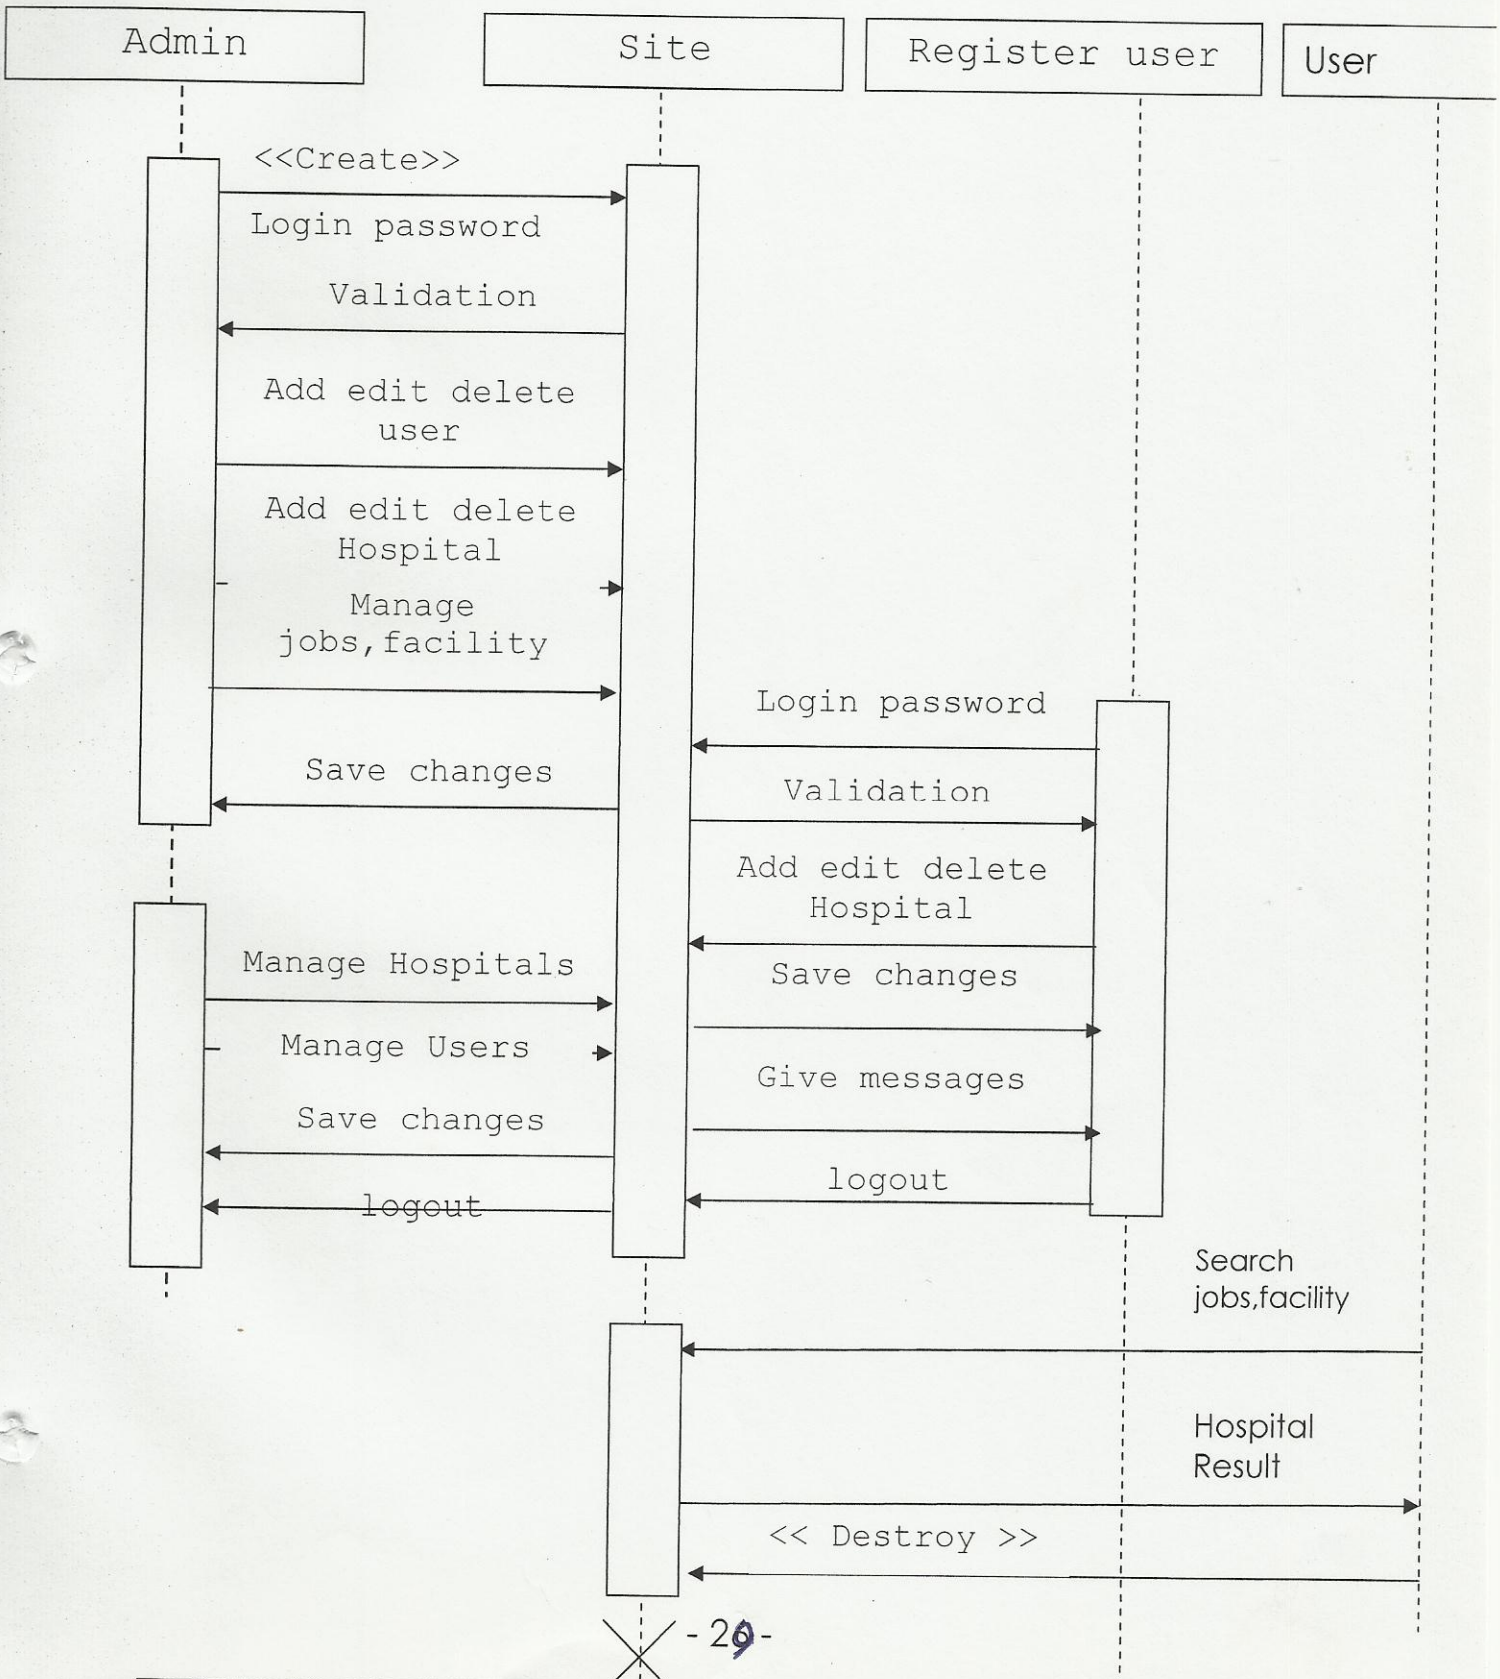 Admin
Site
Register user
User
<<Create>>
Login password
Validation
Add edit delete
user
Add edit delete
Hospital
Manage
jobs,facility
Save changes
Login password
Validation
Add edit delete
Hospital
Save changes
Give messages
logout
Manage Hospitals
Manage Users
Save changes
logout
Search
jobs,facility
Hospital
Result
<< Destroy >>
- 29 -